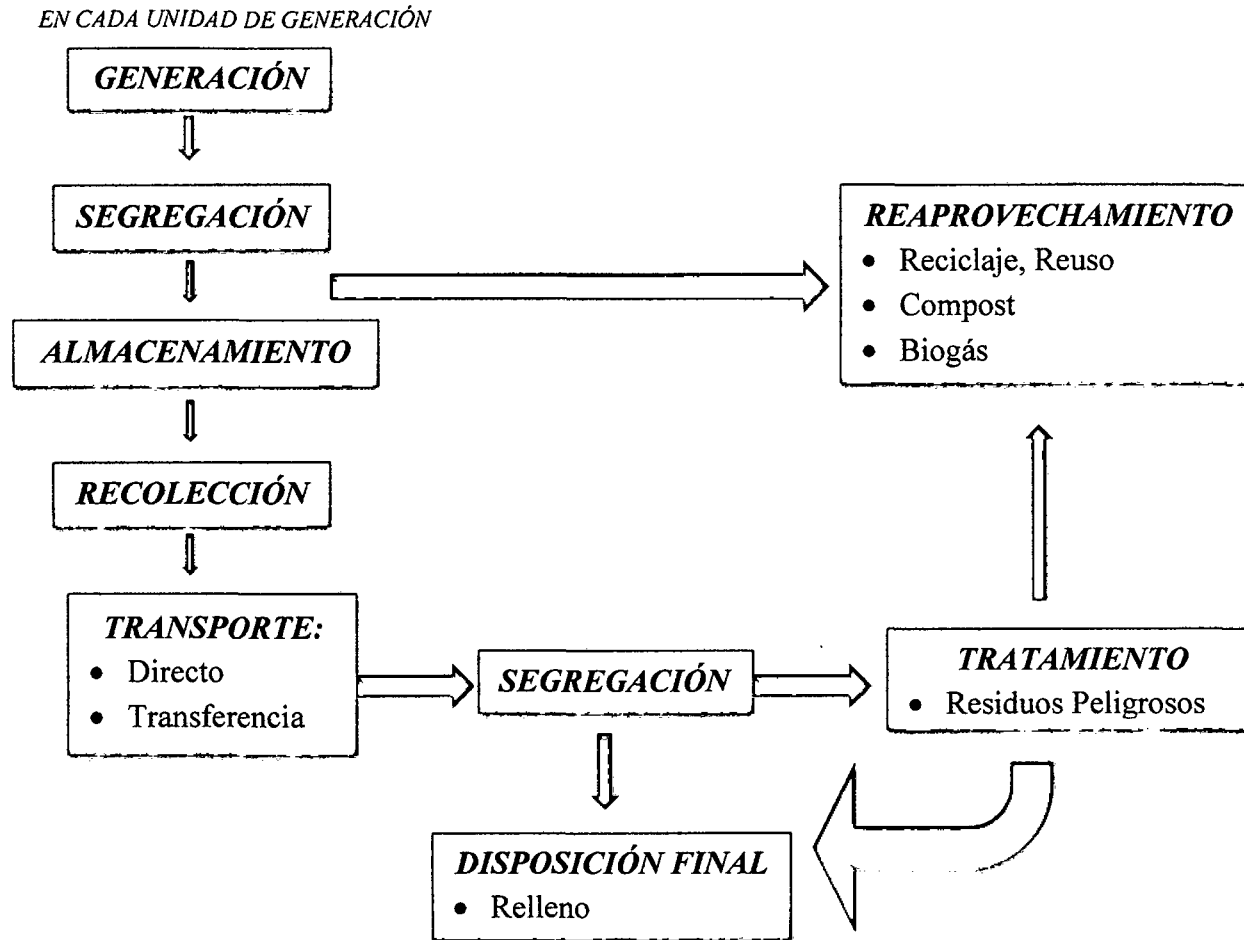 EN CADA UNIDAD DE GENERACIÓN
GENERACIÓN
SEGREGACIÓN
ALMACENAMIENTO
RECOLECCIÓN
TRANSPORTE:
• Directo
• Transferencia
SEGREGACIÓN
DISPOSICIÓN FINAL
• Relleno
TRATAMIENTO
• Residuos Peligrosos
REAPROVECHAMIENTO
• Reciclaje, Reuso
• Compost
• Biogás